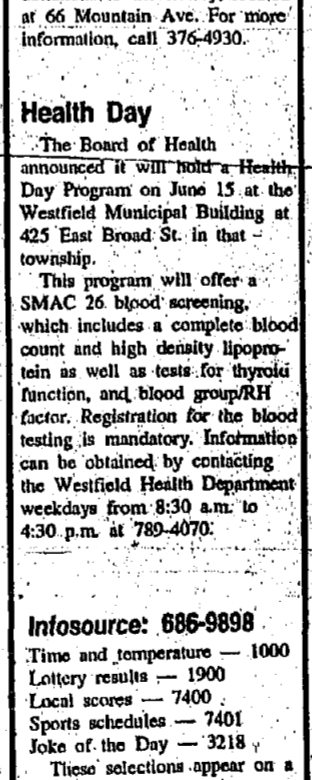 at 66 Mountain Ave. For more
information, call 376-4930.
Health Day
The Board of Health
announced it will hold a Health
Day Program on June 15 at the
Westfield Municipal Building at
425 East Broad St. in that
township.
This program will offer a
SMAC 26 blood screening,
which includes a complete blood
count and high density lipopro-
tein as well as tests for thyroid
function, and blood group/RH
factor. Registration for the blood
testing is mandatory. Information
can be obtained by contacting
the Westfield Health Department
weekdays from 8:30 a.m. to
4:30 p.m. at 789-4070.
Infosource: 686-9898
Time and temperature — 1000
Lottery results — 1900
Local scores — 7400
Sports schedules — 7401
Joke of the Day — 3218
These selections appear on a